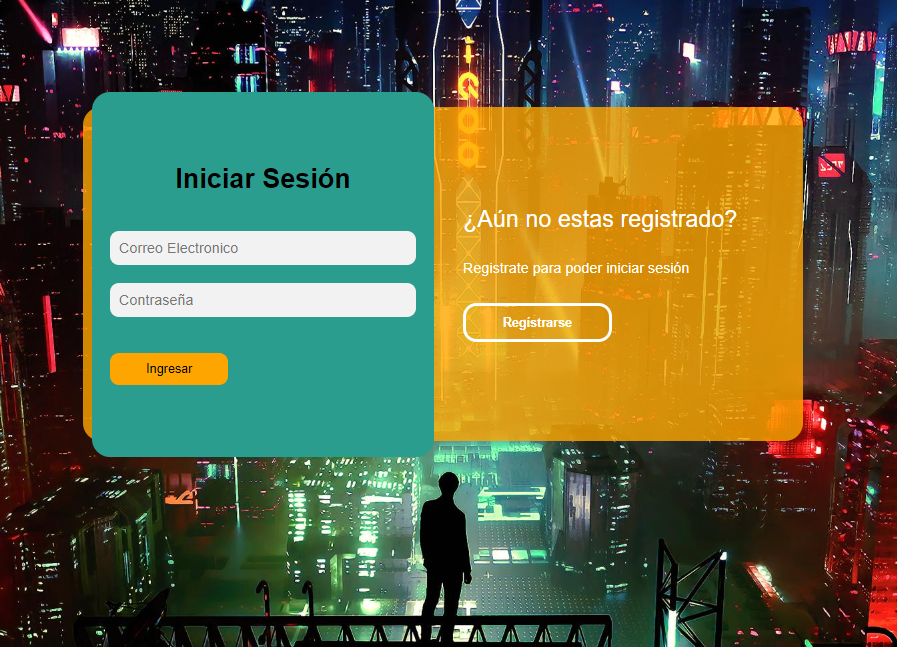 Iniciar Sesión
Correo Electronico
Contraseña
Ingresar
¿Aún no estas registrado?
Registrate para poder iniciar sesión
Registrarse